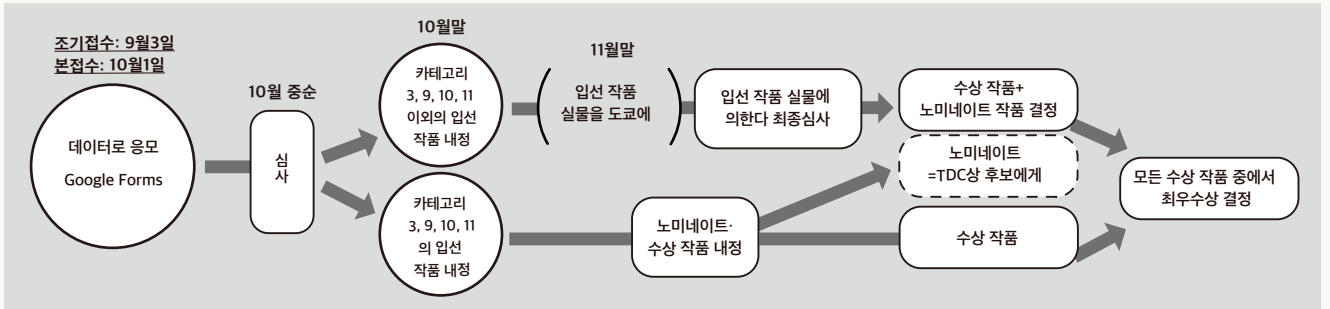 조기접수: 9월3일
본접수: 10월1일
데이터로 응모
Google Forms
10월 중순
심
사
10월말
카테고리
3, 9, 10, 11
이외의 입선
작품 내정
카테고리
3, 9, 10, 11
의 입선
작품 내정
11월말
입선 작품
실물을 도쿄에
입선 작품 실물에
의한다 최종심사
노미네이트·
수상 작품 내정
수상 작품+
노미네이트 작품 결정
노미네이트
=TDC상 후보에게
수상 작품
모든 수상 작품 중에서
최우수상 결정